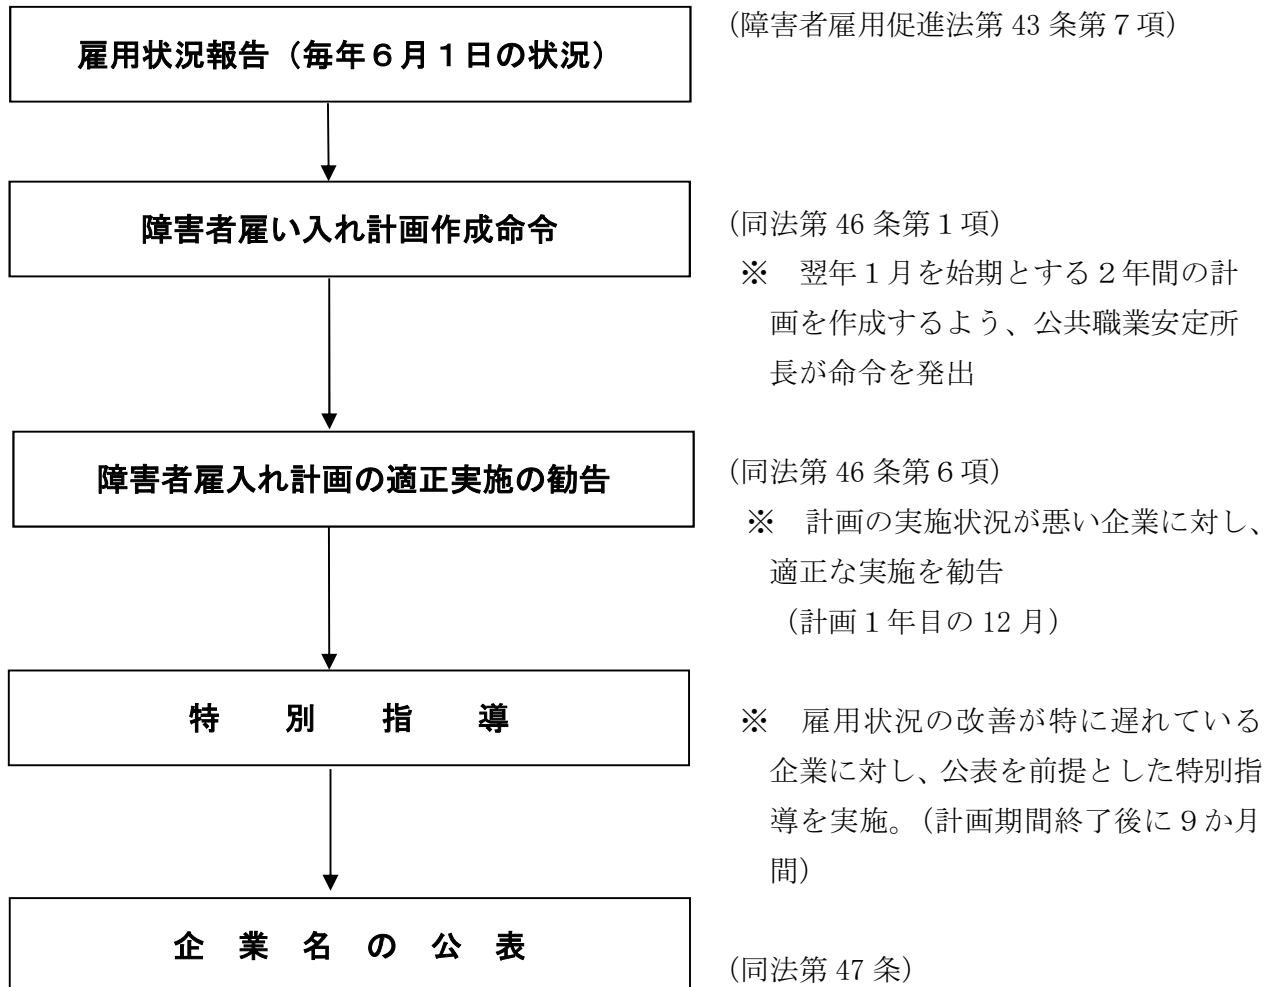 雇用状況報告（毎年６月１日の状況）
（障害者雇用促進法第 43 条第７項）
障害者雇い入れ計画作成命令
（同法第 46 条第１項）
※　翌年１月を始期とする２年間の計
画を作成するよう、公共職業安定所
長が命令を発出
障害者雇入れ計画の適正実施の勧告
（同法第 46 条第６項）
※　計画の実施状況が悪い企業に対し、
適正な実施を勧告
（計画１年目の 12 月）
特　別　指　導
※　雇用状況の改善が特に遅れている
企業に対し、公表を前提とした特別指
導を実施。（計画期間終了後に９か月
間）
企　業　名　の　公　表
（同法第 47 条）